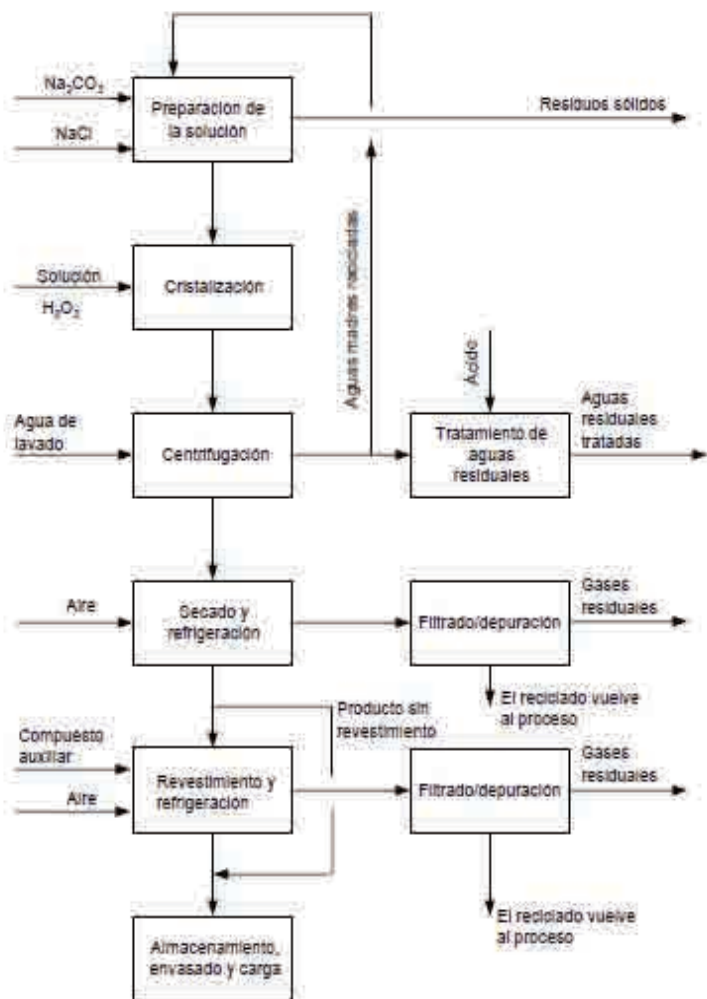 Na₂CO₃
Preparación de
la solución
Residuos sólidos
NaCl
Aguas madres recicladas
Solución
H₂O₂
Cristalización
Ácido
Agua de
lavado
Centrifugación
Tratamiento de
aguas
residuales
Aguas
residuales
tratadas
Aire
Secado y
refrigeración
Filtrado/depuración
Gases
residuales
El reciclado vuelve
al proceso
Producto sin
revestimiento
Compuesto
auxiliar
Aire
Revestimiento y
refrigeración
Filtrado/depuración
Gases
residuales
El reciclado vuelve
al proceso
Almacenamiento,
envasado y carga